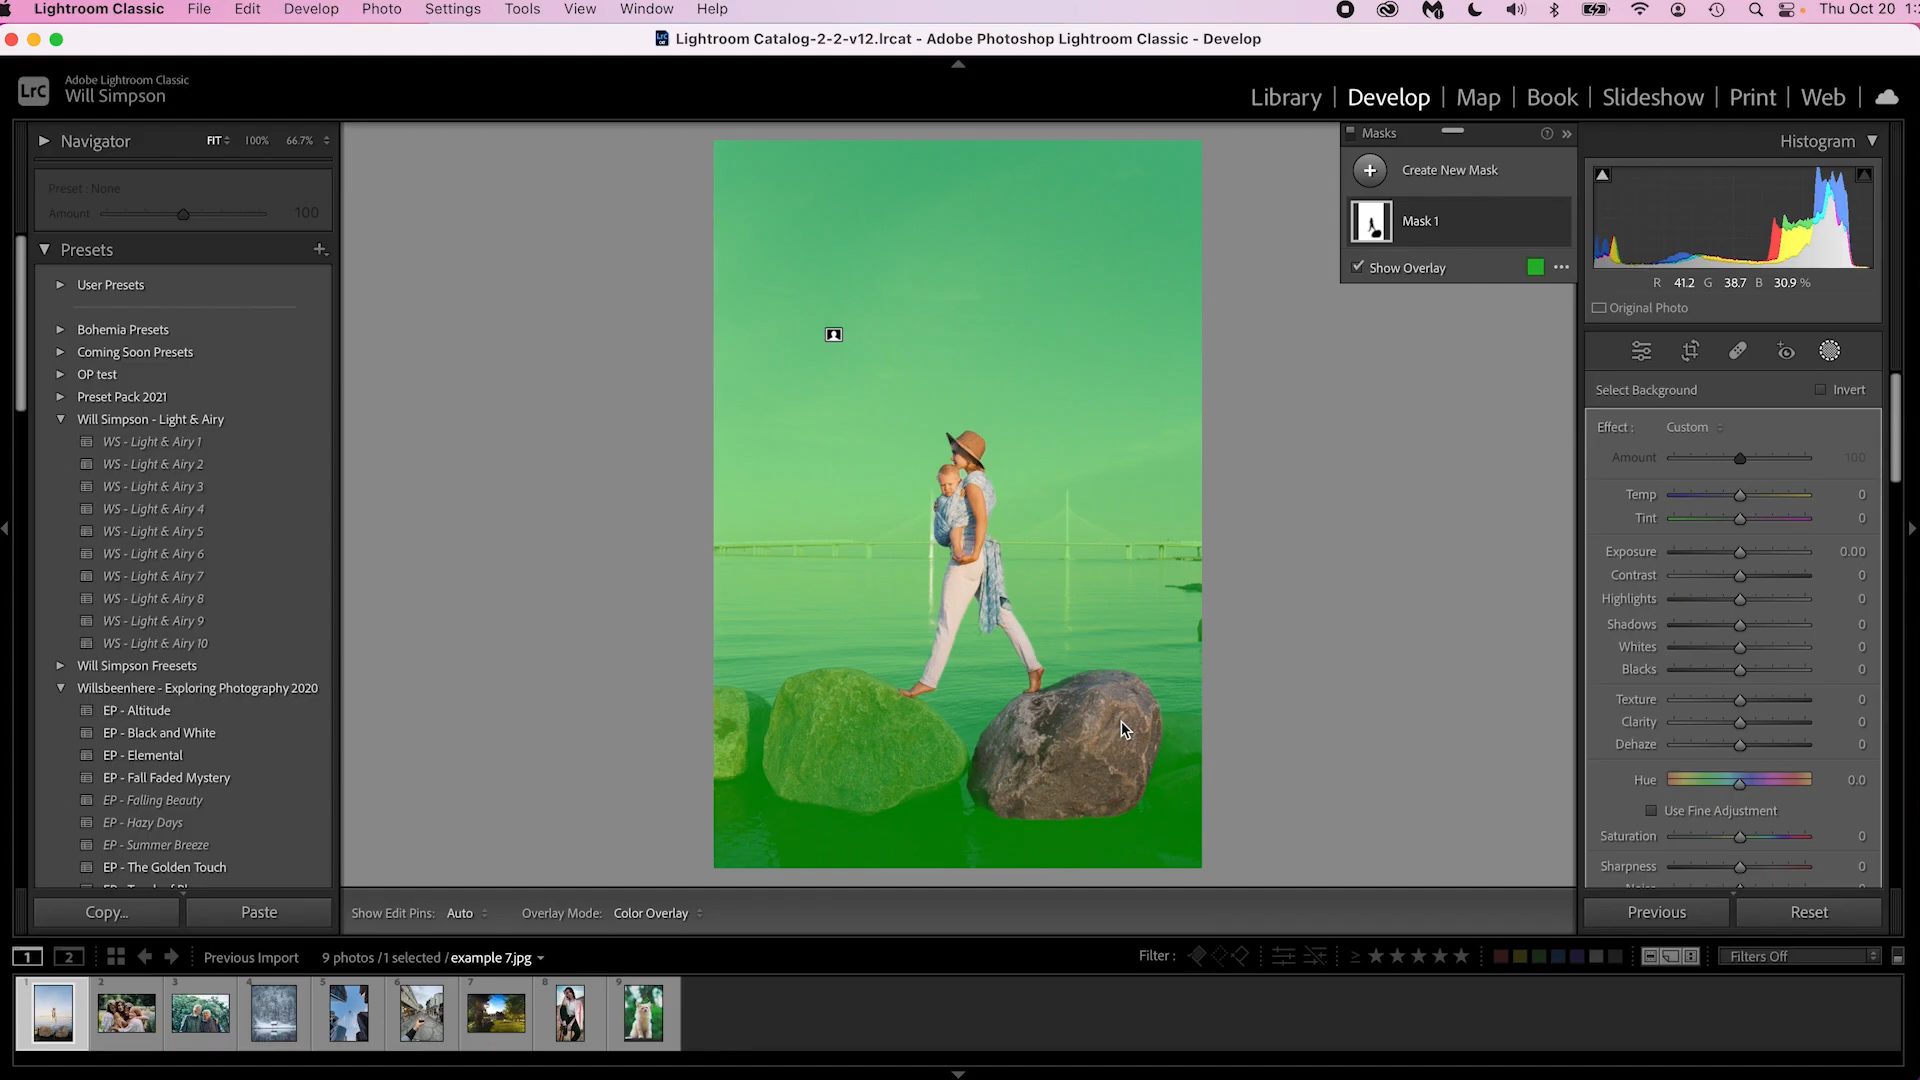 Lightroom Classic File Edit Develop Photo Settings Tools View Window Help Thu Oct 20
Lightroom Catalog-2-2-v12.lrcat - Adobe Photoshop Lightroom Classic - Develop
LrC
Adobe Lightroom Classic
Will Simpson
Library | Develop | Map | Book | Slideshow | Print | Web
Navigator FIT 100% 66.7%
Preset : None
Amount 100
Presets
User Presets
Bohemia Presets
Coming Soon Presets
OP test
Preset Pack 2021
Will Simpson - Light & Airy
WS - Light & Airy 1
WS - Light & Airy 2
WS - Light & Airy 3
WS - Light & Airy 4
WS - Light & Airy 5
WS - Light & Airy 6
WS - Light & Airy 7
WS - Light & Airy 8
WS - Light & Airy 9
WS - Light & Airy 10
Will Simpson Freesets
Willsbeenhere - Exploring Photography 2020
EP - Altitude
EP - Black and White
EP - Elemental
EP - Fall Faded Mystery
EP - Falling Beauty
EP - Hazy Days
EP - Summer Breeze
EP - The Golden Touch
Copy... Paste
Masks
Create New Mask
Mask 1
Show Overlay
Histogram
R 41.2 G 38.7 B 30.9 %
Original Photo
Select Background Invert
Effect : Custom
Amount 100
Temp 0
Tint 0
Exposure 0.00
Contrast 0
Highlights 0
Shadows 0
Whites 0
Blacks 0
Texture 0
Clarity 0
Dehaze 0
Hue 0.0
Use Fine Adjustment
Saturation 0
Sharpness 0
Previous Reset
Show Edit Pins: Auto Overlay Mode: Color Overlay
1 2 Previous Import 9 photos / 1 selected / example 7.jpg Filter : ≥ Filters Off
1 2 3 4 5 6 7 8 9